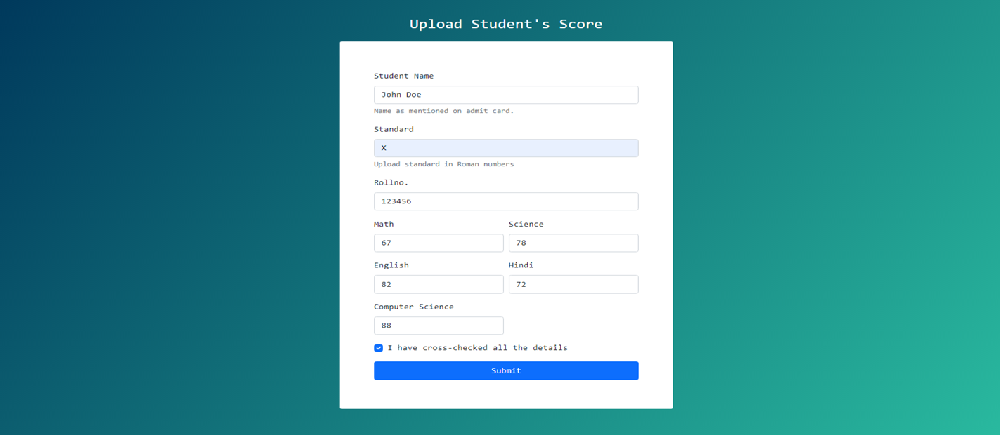 Upload Student's Score
Student Name
John Doe
Name as mentioned on admit card.
Standard
X
Upload standard in Roman numbers
Rollno.
123456
Math Science
67 78
English Hindi
82 72
Computer Science
88
I have cross-checked all the details
Submit